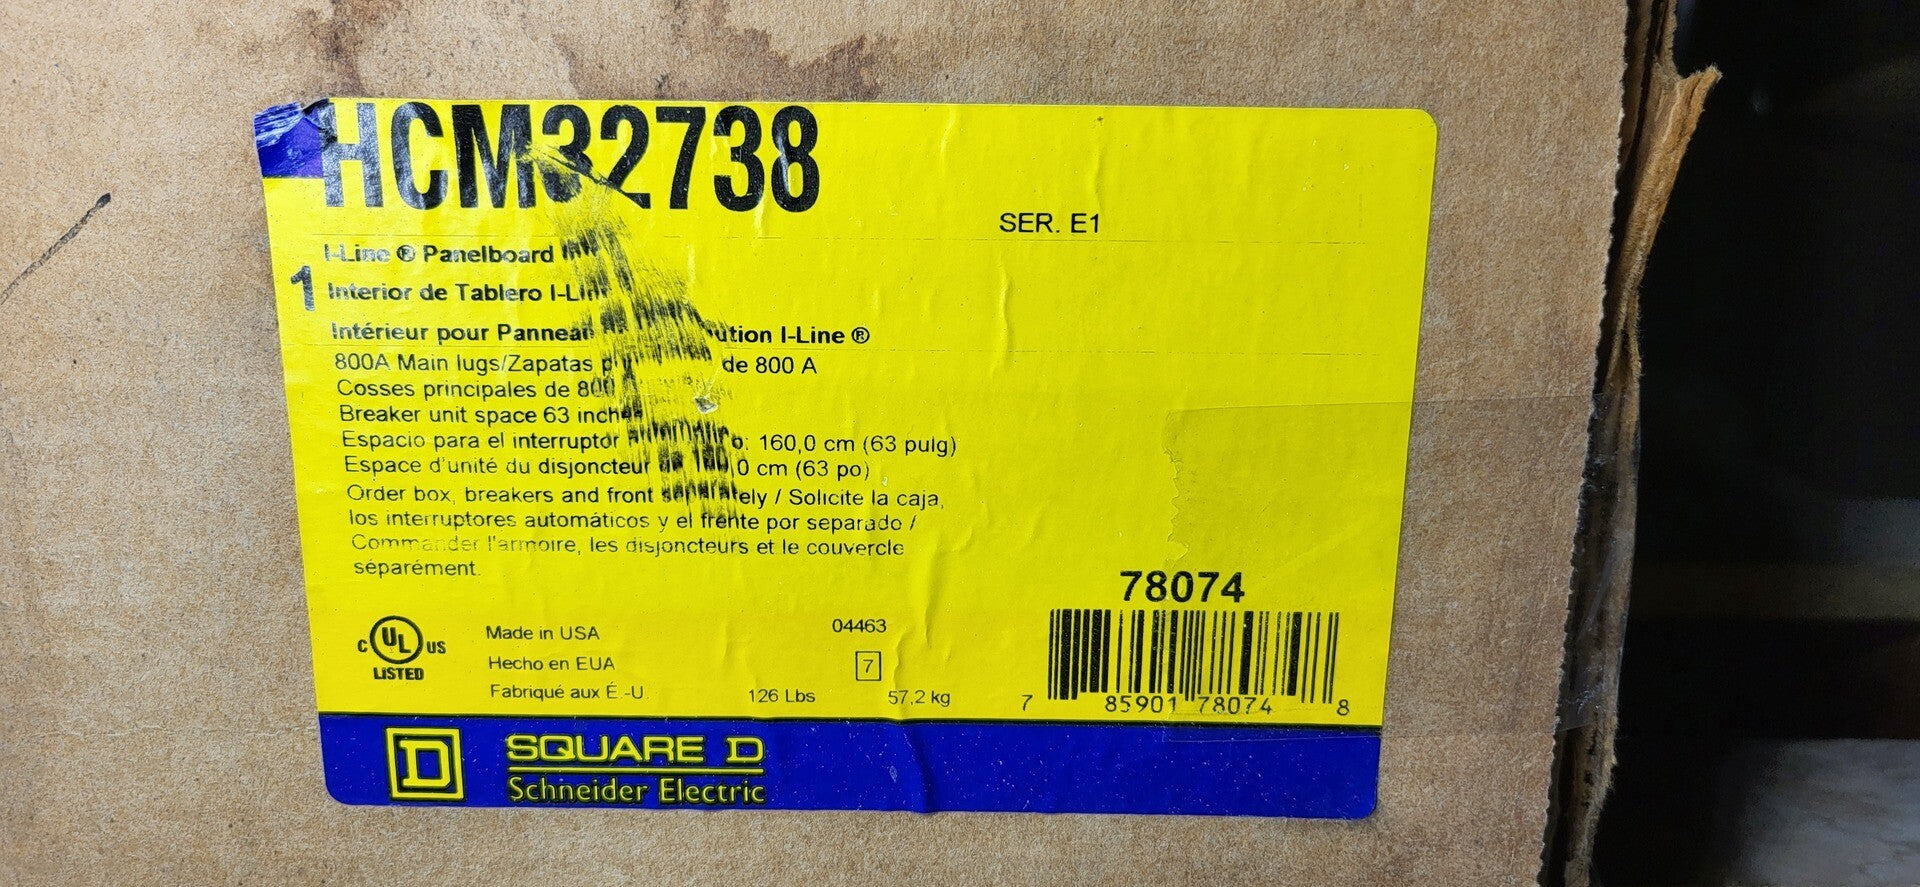 HCM32738
SER. E1
I-Line ® Panelboard
1
Interior de Tablero I-Line
Intérieur pour Panneau I-Line ®
800A Main lugs/Zapatas de 800 A
Cosses principales de 800
Breaker unit space 63 inches
Espacio para el interruptor 160,0 cm (63 pulg)
Espace d'unité du disjoncteur cm (63 po)
Order box, breakers and front separately / Solicite la caja,
los interruptores automáticos y el frente por separado /
Commander l'armoire, les disjoncteurs et le couvercle
séparément.
78074
C UL US
LISTED
Made in USA
Hecho en EUA
Fabriqué aux É.-U.
04463
7
126 Lbs
57,2 kg
7 85901 78074 8
D
SQUARE D
Schneider Electric